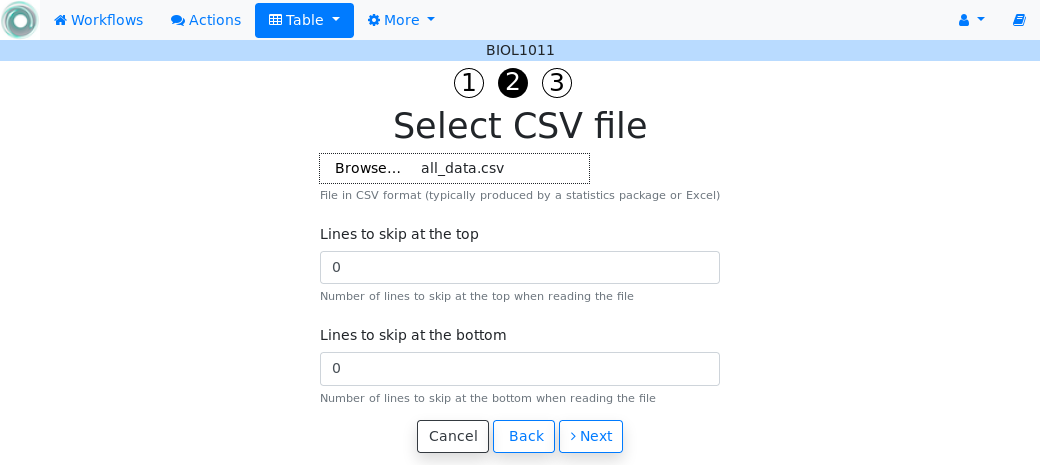 Workflows Actions Table More
BIOL1011
1 2 3
Select CSV file
Browse... all_data.csv
File in CSV format (typically produced by a statistics package or Excel)
Lines to skip at the top
0
Number of lines to skip at the top when reading the file
Lines to skip at the bottom
0
Number of lines to skip at the bottom when reading the file
Cancel Back Next